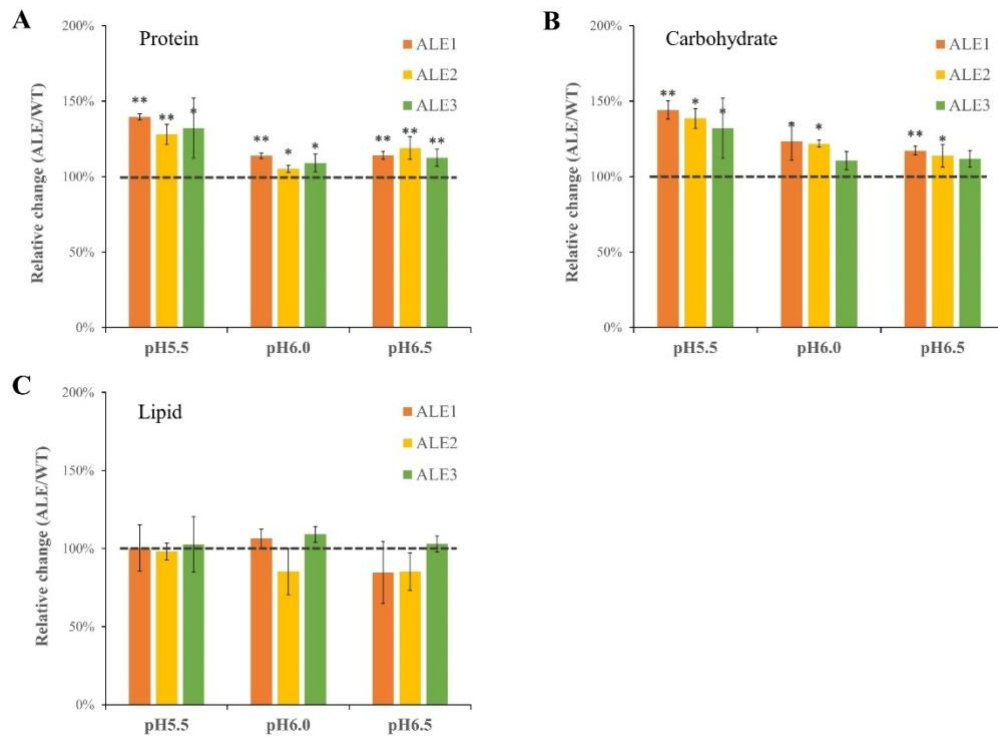 A
Protein
Relative change (ALE/WT)
200%
150%
100%
50%
0%
ALE1
ALE2
ALE3
** ** *
** * *
** ** **
pH5.5 pH6.0 pH6.5
B
Carbohydrate
Relative change (ALE/WT)
200%
150%
100%
50%
0%
ALE1
ALE2
ALE3
** * *
* *
** *
pH5.5 pH6.0 pH6.5
C
Lipid
Relative change (ALE/WT)
200%
150%
100%
50%
0%
ALE1
ALE2
ALE3
pH5.5 pH6.0 pH6.5